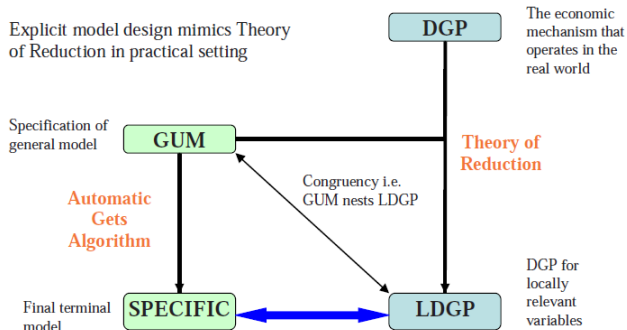 Explicit model design mimics Theory
of Reduction in practical setting
DGP
The economic
mechanism that
operates in the
real world
Specification of
general model
GUM
Theory of
Reduction
Congruency i.e.
GUM nests LDGP
Automatic
Gets
Algorithm
Final terminal
model
SPECIFIC
LDGP
DGP for
locally
relevant
variables